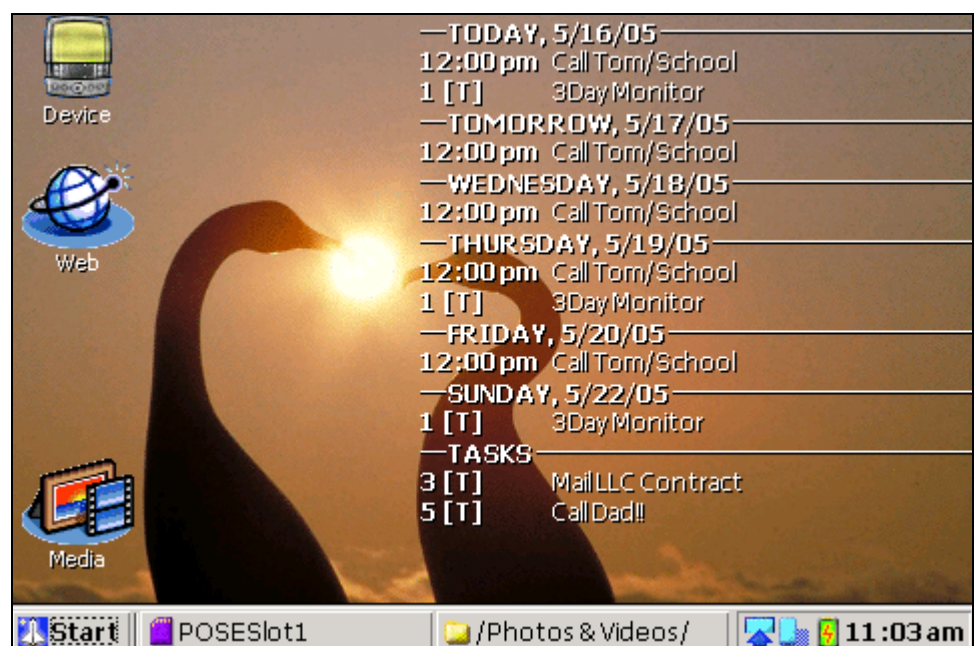 Device
Web
Media
TODAY, 5/16/05
12:00 pm Call Tom/School
1 [T] 3Day Monitor
TOMORROW, 5/17/05
12:00 pm Call Tom/School
WEDNESDAY, 5/18/05
12:00 pm Call Tom/School
THURSDAY, 5/19/05
12:00 pm Call Tom/School
1 [T] 3Day Monitor
FRIDAY, 5/20/05
12:00 pm Call Tom/School
SUNDAY, 5/22/05
1 [T] 3Day Monitor
TASKS
3 [T] Mail LLC Contract
5 [T] Call Dad!!
Start POSESlot1 /Photos & Videos/ 11:03 am